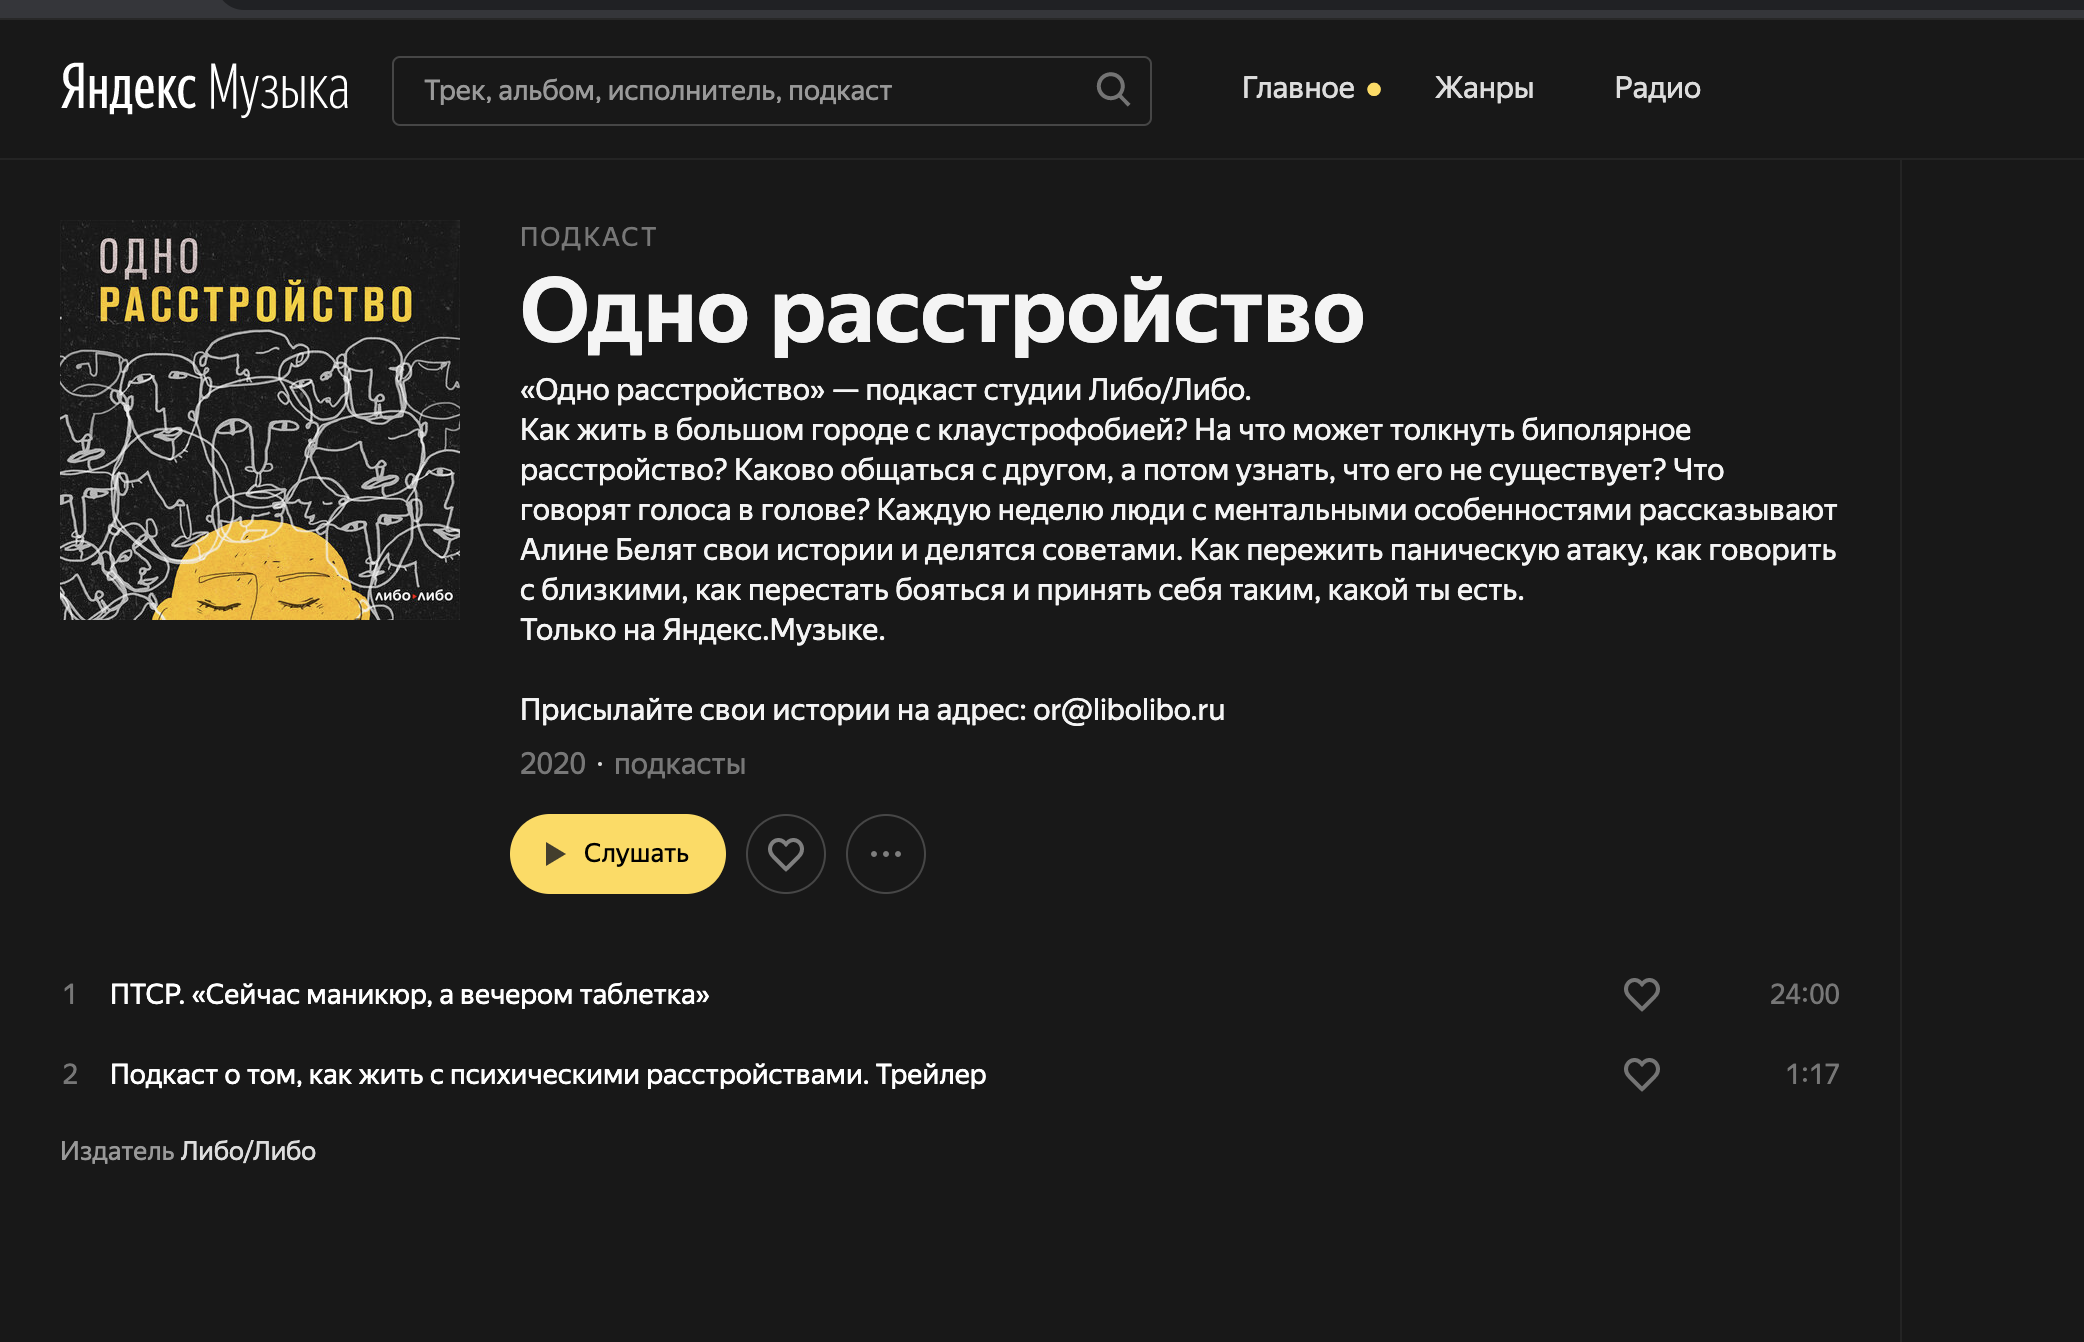 Яндекс Музыка
Трек, альбом, исполнитель, подкаст
Главное
Жанры
Радио
ОДНО
РАССТРОЙСТВО
либо•либо
ПОДКАСТ
Одно расстройство
«Одно расстройство» — подкаст студии Либо/Либо.
Как жить в большом городе с клаустрофобией? На что может толкнуть биполярное
расстройство? Каково общаться с другом, а потом узнать, что его не существует? Что
говорят голоса в голове? Каждую неделю люди с ментальными особенностями рассказывают
Алине Белят свои истории и делятся советами. Как пережить паническую атаку, как говорить
с близкими, как перестать бояться и принять себя таким, какой ты есть.
Только на Яндекс.Музыке.
Присылайте свои истории на адрес: or@libolibo.ru
2020 · подкасты
Слушать
1 ПТСР. «Сейчас маникюр, а вечером таблетка» 24:00
2 Подкаст о том, как жить с психическими расстройствами. Трейлер 1:17
Издатель Либо/Либо